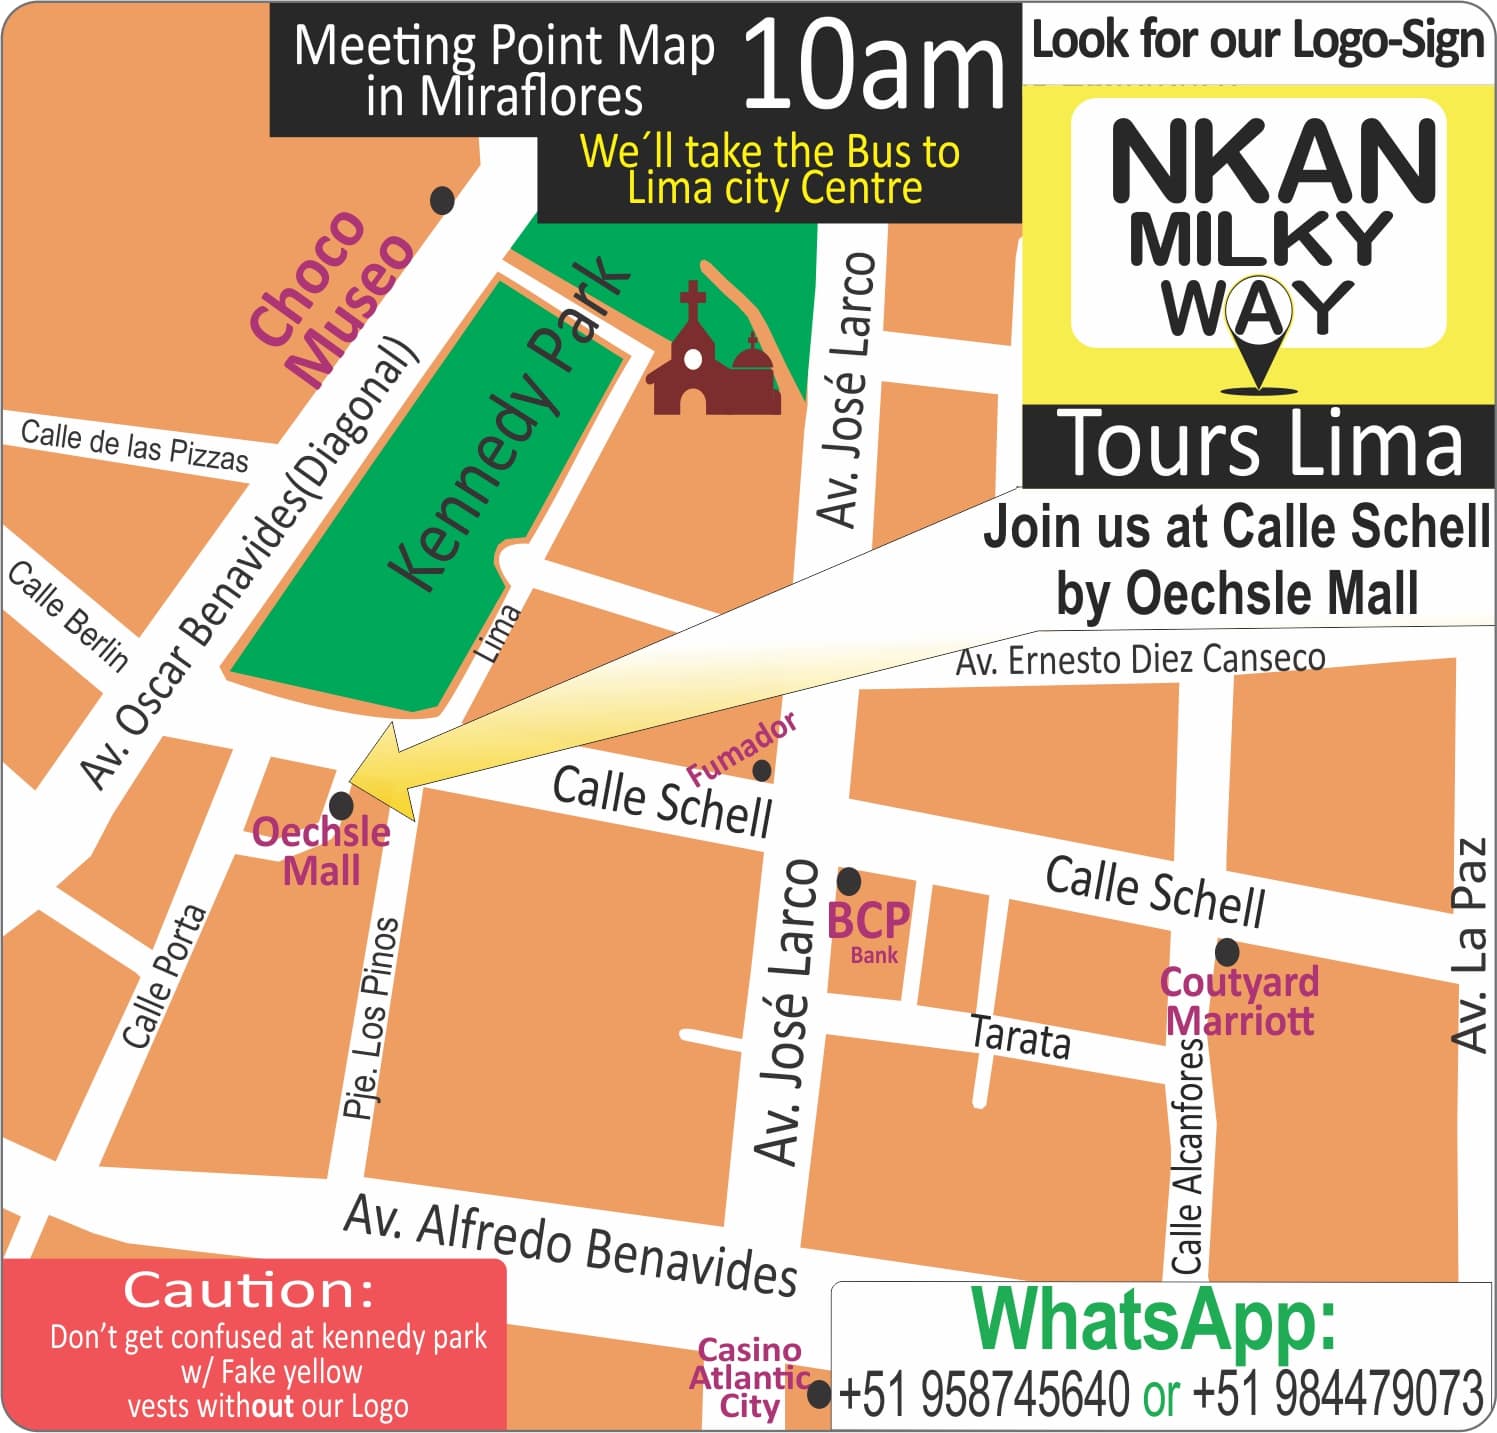 Meeting Point Map
in Miraflores
10am
We´ll take the Bus to
Lima city Centre
Look for our Logo-Sign
NKAN
MILKY
WAY
Tours Lima
Join us at Calle Schell
by Oechsle Mall
Choco
Museo
Kennedy Park
Av. José Larco
Calle de las Pizzas
Av. Oscar Benavides(Diagonal)
Calle Berlin
Lima
Av. Ernesto Diez Canseco
Fumador
Calle Schell
Oechsle
Mall
Calle Schell
BCP
Bank
Av. La Paz
Coutyard
Marriott
Calle Porta
Pje. Los Pinos
Av. José Larco
Tarata
Calle Alcanfores
Av. Alfredo Benavides
Caution:
Don’t get confused at kennedy park
w/ Fake yellow
vests without our Logo
Casino
Atlantic
City
WhatsApp:
+51 958745640 or +51 984479073